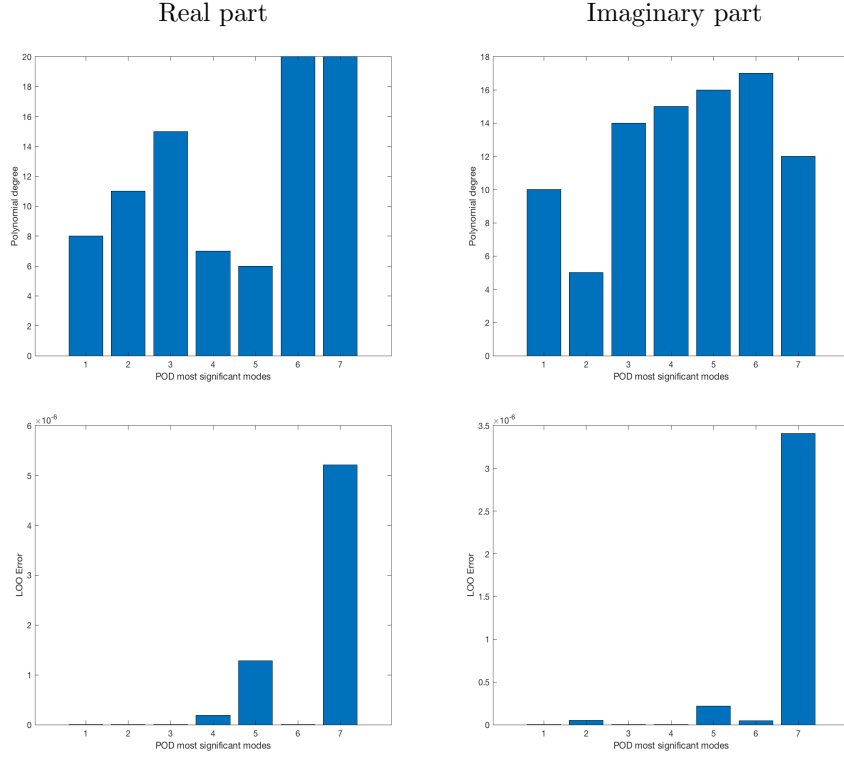 Real part
Imaginary part
20
18
16
14
12
10
8
6
4
2
0
Polynomial degree
1 2 3 4 5 6 7
POD most significant modes
18
16
14
12
10
8
6
4
2
0
Polynomial degree
1 2 3 4 5 6 7
POD most significant modes
×10⁻⁶
6
5
4
3
2
1
0
LOO Error
1 2 3 4 5 6 7
POD most significant modes
×10⁻⁶
3.5
3
2.5
2
1.5
1
0.5
0
LOO Error
1 2 3 4 5 6 7
POD most significant modes